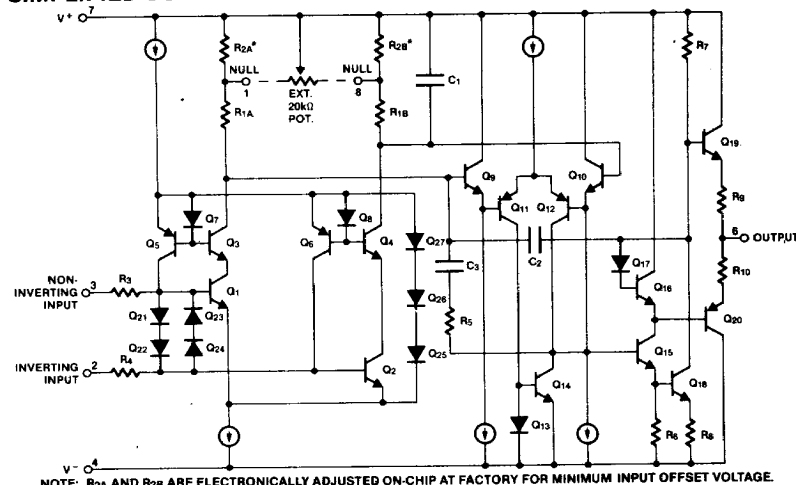 V+ 7
R2A*
R2B*
NULL
1
EXT.
20kΩ
POT.
NULL
8
C1
R7
R1A
R1B
Q19
Q9
Q10
Q7
Q8
Q11
Q12
R9
Q5
Q3
Q6
Q4
Q27
6
OUTPUT
C2
Q17
C3
Q16
R10
NON-
INVERTING
INPUT
3
R3
Q1
Q21
Q23
Q26
Q20
R5
Q22
Q24
Q25
Q15
INVERTING
INPUT
2
R4
Q2
Q14
Q18
Q13
R6
R8
V- 4
NOTE: R2A AND R2B ARE ELECTRONICALLY ADJUSTED ON-CHIP AT FACTORY FOR MINIMUM INPUT OFFSET VOLTAGE.